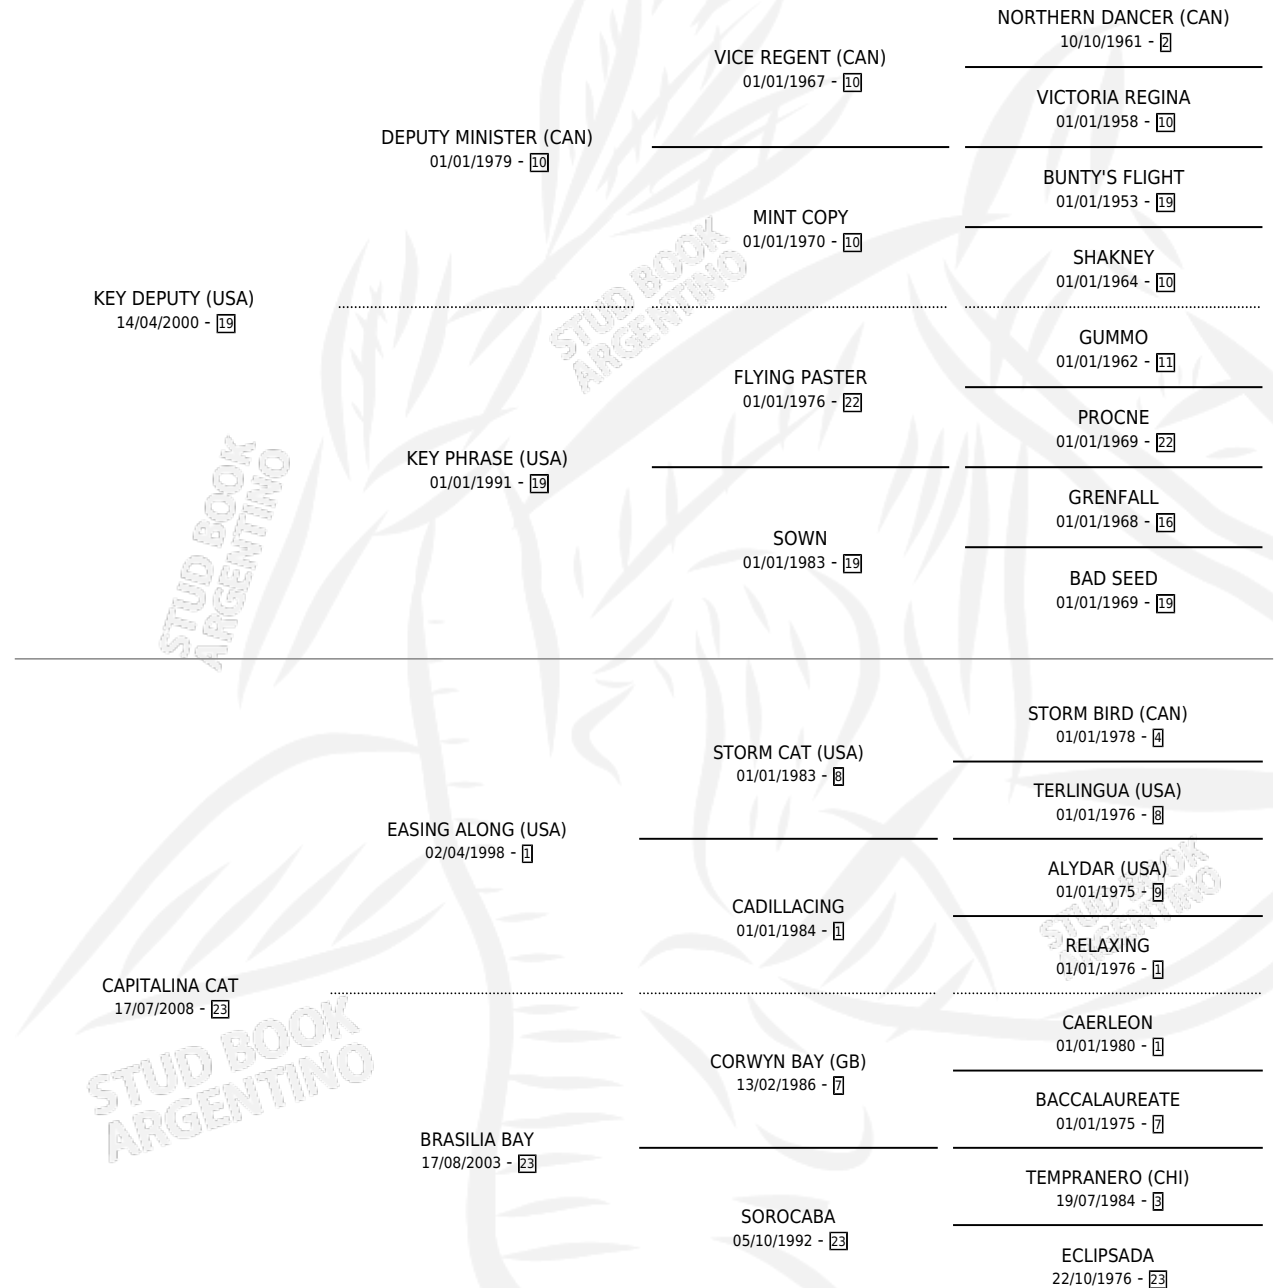 NORTHERN DANCER (CAN)
10/10/1961 - 2
VICE REGENT (CAN)
01/01/1967 - 10
VICTORIA REGINA
01/01/1958 - 10
DEPUTY MINISTER (CAN)
01/01/1979 - 10
BUNTY'S FLIGHT
01/01/1953 - 19
MINT COPY
01/01/1970 - 10
SHAKNEY
01/01/1964 - 10
KEY DEPUTY (USA)
14/04/2000 - 19
GUMMO
01/01/1962 - 11
FLYING PASTER
01/01/1976 - 22
PROCNE
01/01/1969 - 22
KEY PHRASE (USA)
01/01/1991 - 19
GRENFALL
01/01/1968 - 16
SOWN
01/01/1983 - 19
BAD SEED
01/01/1969 - 19
STORM BIRD (CAN)
01/01/1978 - 4
STORM CAT (USA)
01/01/1983 - 8
TERLINGUA (USA)
01/01/1976 - 8
EASING ALONG (USA)
02/04/1998 - 1
ALYDAR (USA)
01/01/1975 - 9
CADILLACING
01/01/1984 - 1
RELAXING
01/01/1976 - 1
CAPITALINA CAT
17/07/2008 - 23
CAERLEON
01/01/1980 - 1
CORWYN BAY (GB)
13/02/1986 - 7
BACCALAUREATE
01/01/1975 - 7
BRASILIA BAY
17/08/2003 - 23
TEMPRANERO (CHI)
19/07/1984 - 3
SOROCABA
05/10/1992 - 23
ECLIPSADA
22/10/1976 - 23
STUD BOOK
ARGENTINO
STUD BOOK
ARGENTINO
STUD BOOK
ARGENTINO
STUD BOOK
ARGENTINO